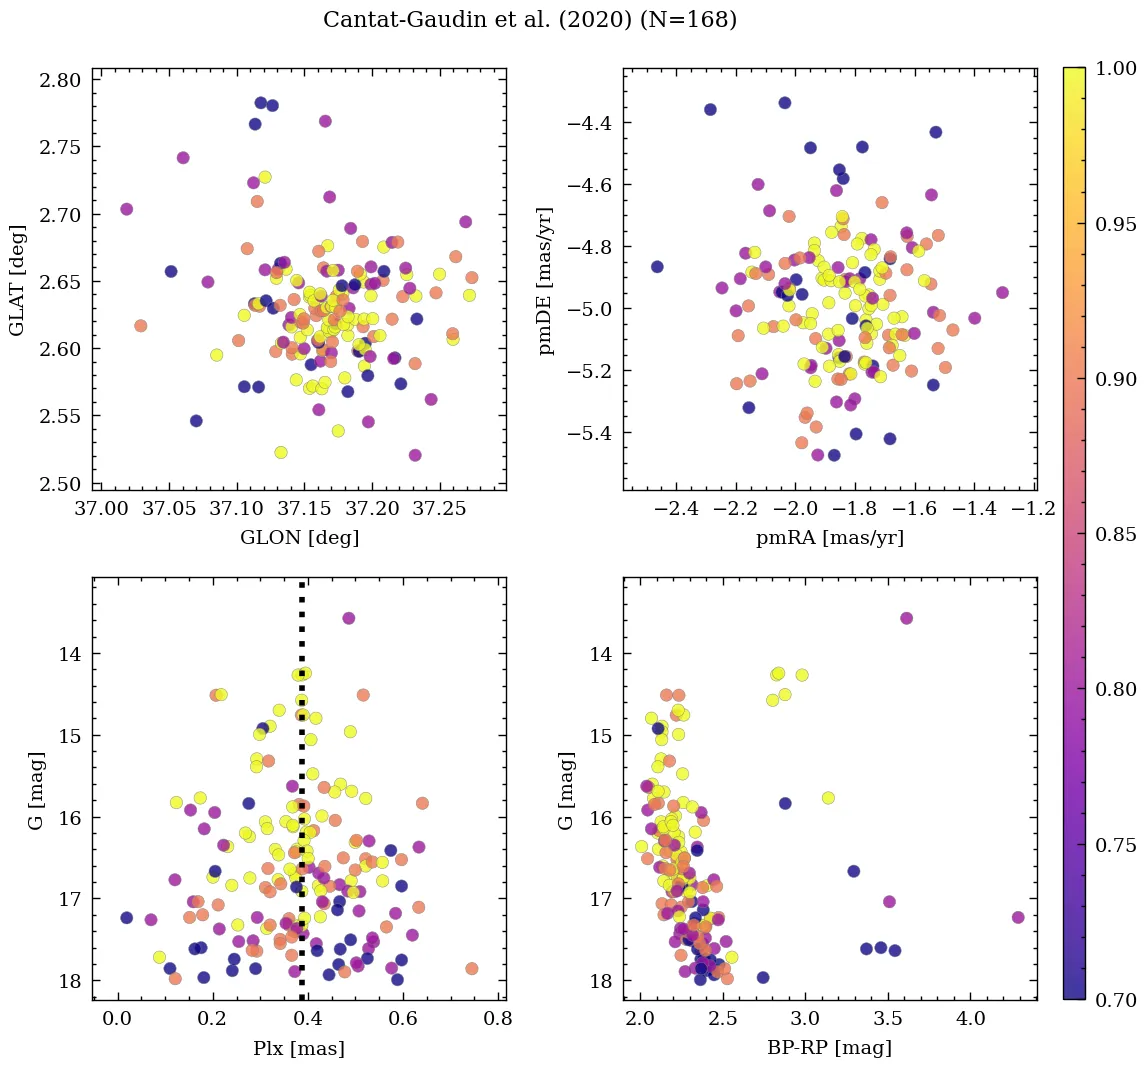 Cantat-Gaudin et al. (2020) (N=168)
2.80
2.75
2.70
2.65
2.60
2.55
2.50
GLAT [deg]
37.00 37.05 37.10 37.15 37.20 37.25
GLON [deg]
−4.4
−4.6
−4.8
−5.0
−5.2
−5.4
pmDE [mas/yr]
−2.4 −2.2 −2.0 −1.8 −1.6 −1.4 −1.2
pmRA [mas/yr]
14
15
16
17
18
G [mag]
0.0 0.2 0.4 0.6 0.8
Plx [mas]
14
15
16
17
18
G [mag]
2.0 2.5 3.0 3.5 4.0
BP-RP [mag]
1.00
0.95
0.90
0.85
0.80
0.75
0.70